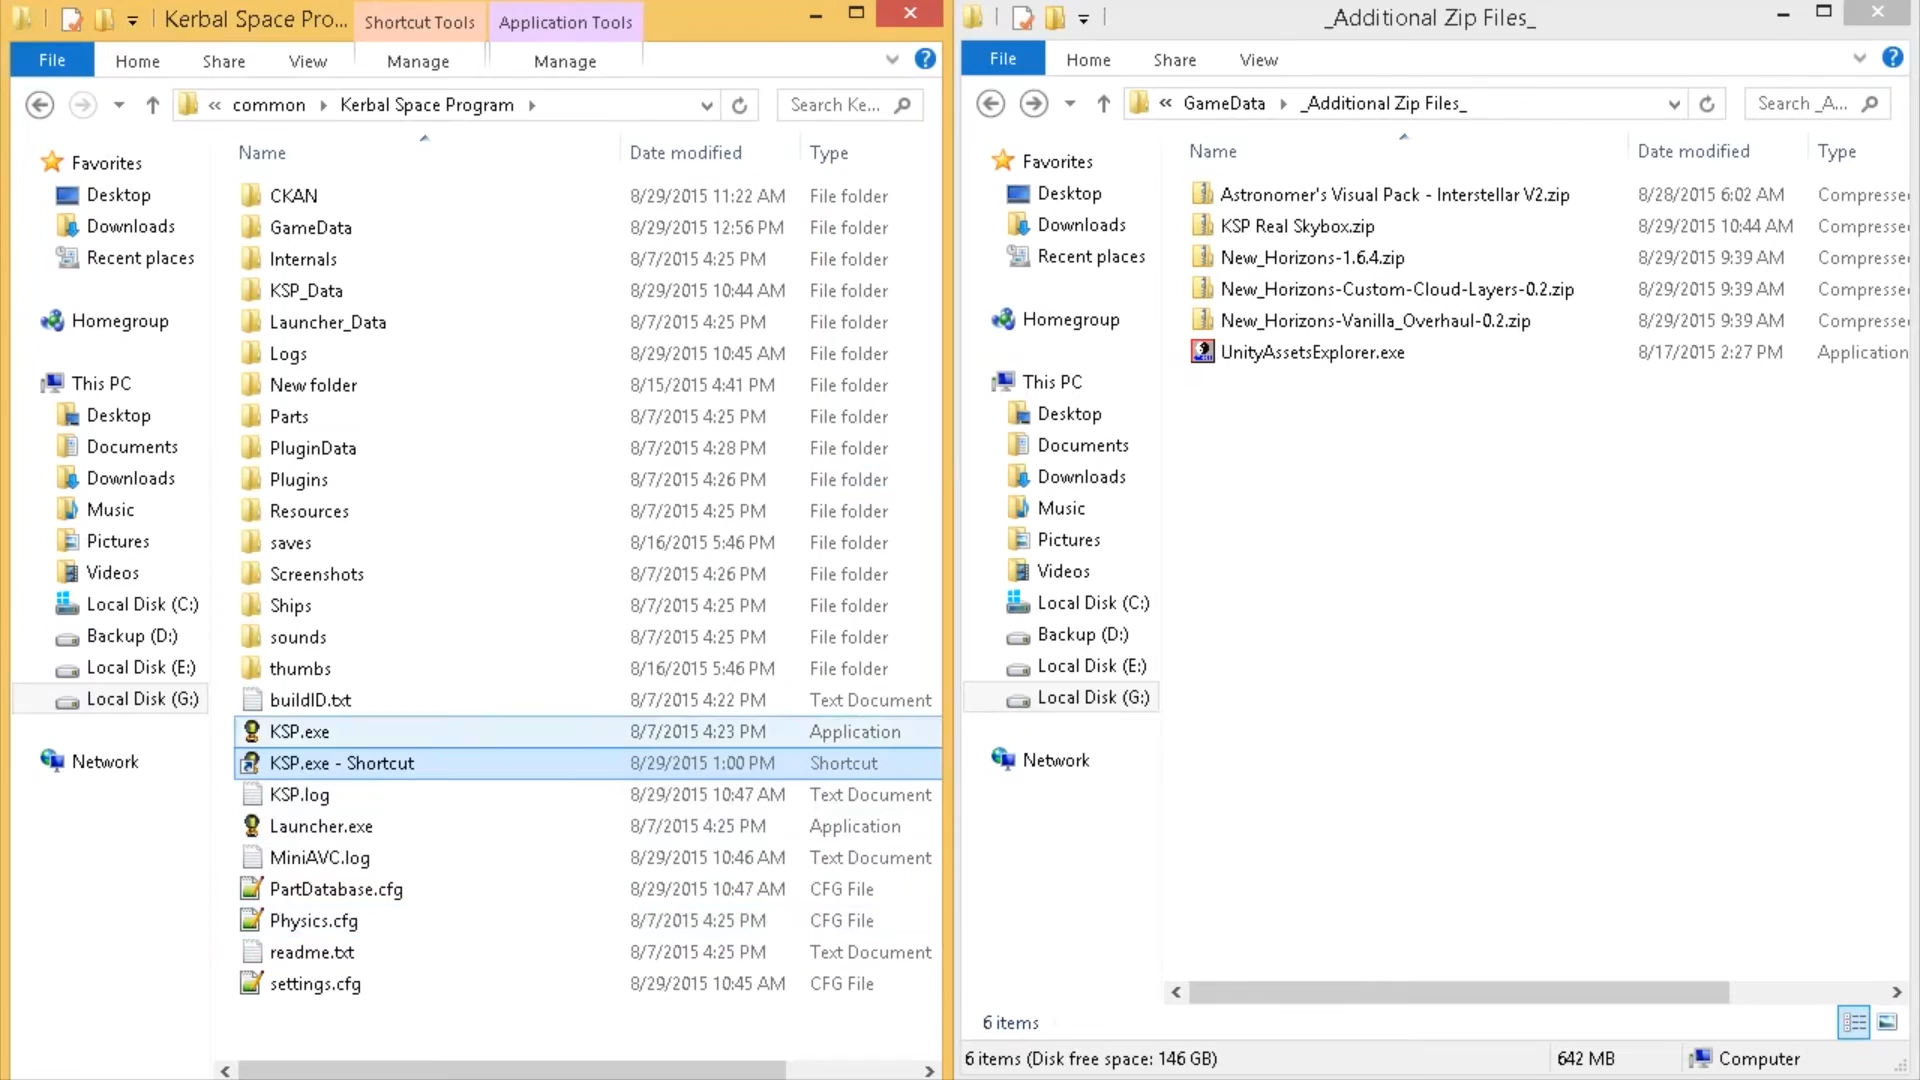 Kerbal Space Pro...
Shortcut Tools
Application Tools
File
Home
Share
View
Manage
Manage
« common
Kerbal Space Program
Search Ke...
Name
Date modified
Type
Favorites
Desktop
Downloads
Recent places
Homegroup
This PC
Desktop
Documents
Downloads
Music
Pictures
Videos
Local Disk (C:)
Backup (D:)
Local Disk (E:)
Local Disk (G:)
Network
CKAN 8/29/2015 11:22 AM File folder
GameData 8/29/2015 12:56 PM File folder
Internals 8/7/2015 4:25 PM File folder
KSP_Data 8/29/2015 10:44 AM File folder
Launcher_Data 8/7/2015 4:25 PM File folder
Logs 8/29/2015 10:45 AM File folder
New folder 8/15/2015 4:41 PM File folder
Parts 8/7/2015 4:25 PM File folder
PluginData 8/7/2015 4:28 PM File folder
Plugins 8/7/2015 4:26 PM File folder
Resources 8/7/2015 4:25 PM File folder
saves 8/16/2015 5:46 PM File folder
Screenshots 8/7/2015 4:26 PM File folder
Ships 8/7/2015 4:25 PM File folder
sounds 8/7/2015 4:25 PM File folder
thumbs 8/16/2015 5:46 PM File folder
buildID.txt 8/7/2015 4:22 PM Text Document
KSP.exe 8/7/2015 4:23 PM Application
KSP.exe - Shortcut 8/29/2015 1:00 PM Shortcut
KSP.log 8/29/2015 10:47 AM Text Document
Launcher.exe 8/7/2015 4:25 PM Application
MiniAVC.log 8/29/2015 10:46 AM Text Document
PartDatabase.cfg 8/29/2015 10:47 AM CFG File
Physics.cfg 8/7/2015 4:25 PM CFG File
readme.txt 8/7/2015 4:25 PM Text Document
settings.cfg 8/29/2015 10:45 AM CFG File
_Additional Zip Files_
File
Home
Share
View
« GameData
_Additional Zip Files_
Search _A...
Name
Date modified
Type
Favorites
Desktop
Downloads
Recent places
Homegroup
This PC
Desktop
Documents
Downloads
Music
Pictures
Videos
Local Disk (C:)
Backup (D:)
Local Disk (E:)
Local Disk (G:)
Network
Astronomer's Visual Pack - Interstellar V2.zip 8/28/2015 6:02 AM Compresse
KSP Real Skybox.zip 8/29/2015 10:44 AM Compresse
New_Horizons-1.6.4.zip 8/29/2015 9:39 AM Compresse
New_Horizons-Custom-Cloud-Layers-0.2.zip 8/29/2015 9:39 AM Compresse
New_Horizons-Vanilla_Overhaul-0.2.zip 8/29/2015 9:39 AM Compresse
UnityAssetsExplorer.exe 8/17/2015 2:27 PM Application
6 items
6 items (Disk free space: 146 GB)
642 MB
Computer